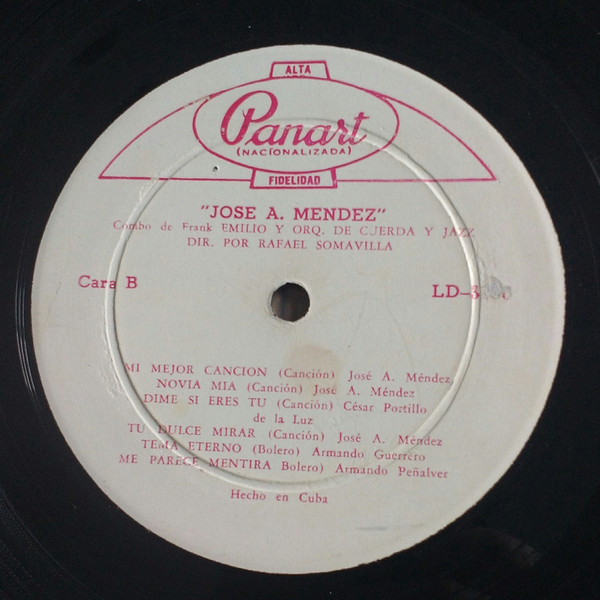 ALTA
Panart
(NACIONALIZADA)
FIDELIDAD
"JOSE A. MENDEZ"
Combo de Frank EMILIO Y ORQ. DE CUERDA Y JAZZ
DIR. POR RAFAEL SOMAVILLA
Cara B
LD-3
MI MEJOR CANCION (Canción) José A. Méndez
NOVIA MIA (Canción) José A. Méndez
DIME SI ERES TU (Canción) César Portillo
de la Luz
TU DULCE MIRAR (Canción) José A. Méndez
TEMA ETERNO (Bolero) Armando Guerrero
ME PARECE MENTIRA Bolero) Armando Peñalver
Hecho en Cuba